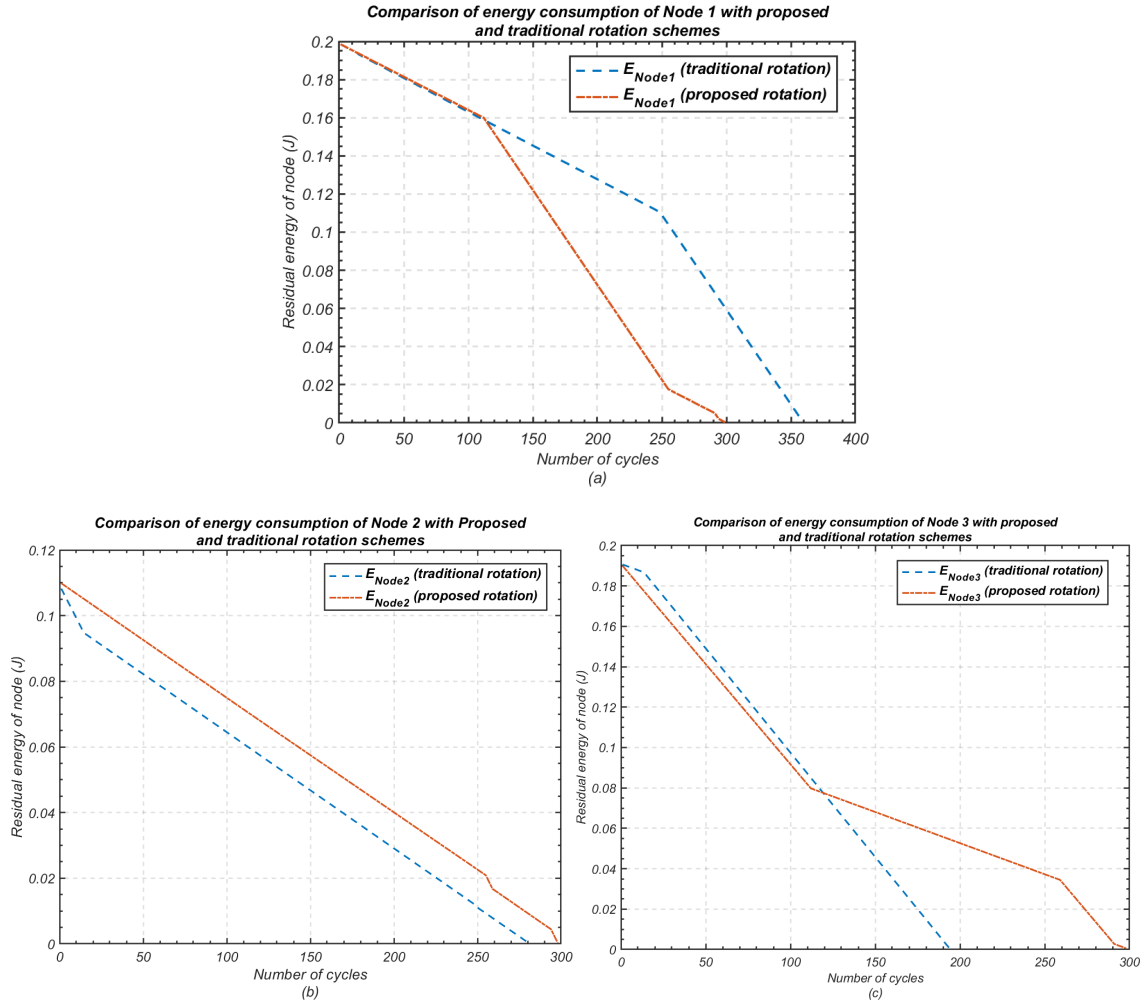 Comparison of energy consumption of Node 1 with proposed
and traditional rotation schemes
E_Node1 (traditional rotation)
E_Node1 (proposed rotation)
Residual energy of node (J)
0.2
0.18
0.16
0.14
0.12
0.1
0.08
0.06
0.04
0.02
0
0 50 100 150 200 250 300 350 400
Number of cycles
(a)
Comparison of energy consumption of Node 2 with Proposed
and traditional rotation schemes
E_Node2 (traditional rotation)
E_Node2 (proposed rotation)
Residual energy of node (J)
0.12
0.1
0.08
0.06
0.04
0.02
0
0 50 100 150 200 250 300
Number of cycles
(b)
Comparison of energy consumption of Node 3 with proposed
and traditional rotation schemes
E_Node3 (traditional rotation)
E_Node3 (proposed rotation)
Residual energy of node (J)
0.2
0.18
0.16
0.14
0.12
0.1
0.08
0.06
0.04
0.02
0
0 50 100 150 200 250 300
Number of cycles
(c)